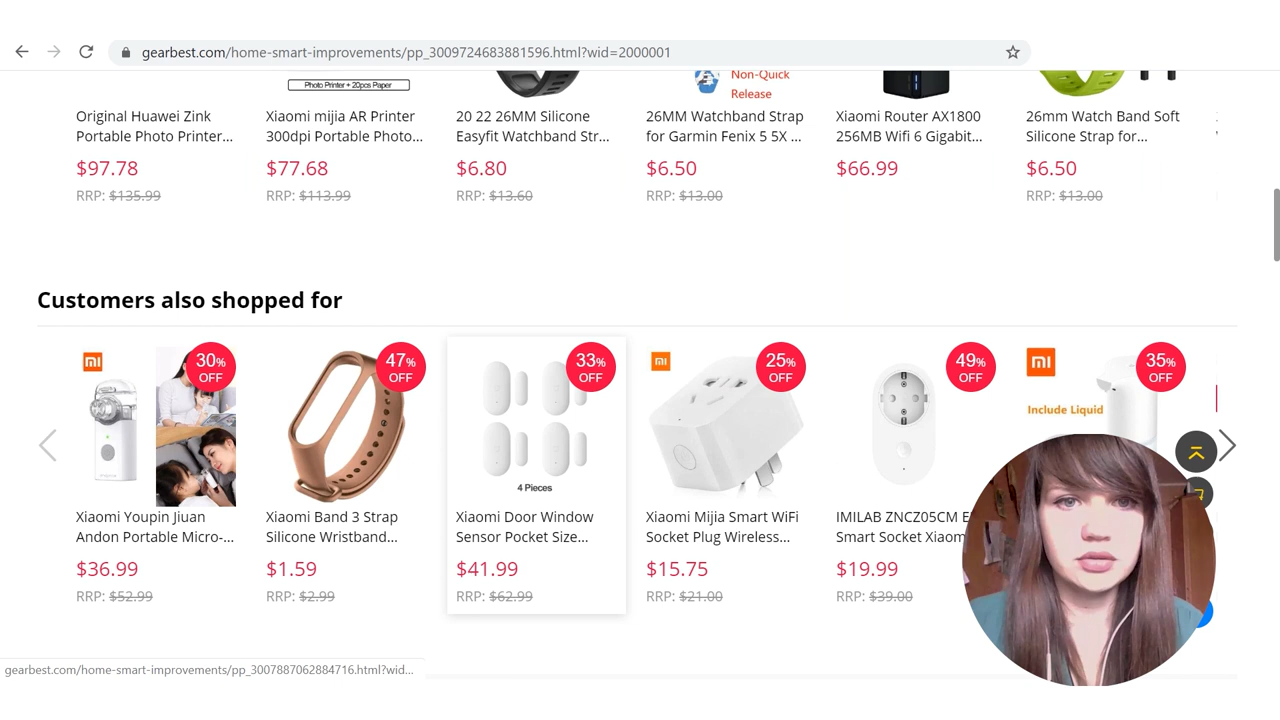 gearbest.com/home-smart-improvements/pp_3009724683881596.html?wid=2000001
Photo Printer + 20pcs Paper
Non-Quick
Release
Original Huawei Zink
Portable Photo Printer...
$97.78
RRP: $135.99
Xiaomi mijia AR Printer
300dpi Portable Photo...
$77.68
RRP: $113.99
20 22 26MM Silicone
Easyfit Watchband Str...
$6.80
RRP: $13.60
26MM Watchband Strap
for Garmin Fenix 5 5X ...
$6.50
RRP: $13.00
Xiaomi Router AX1800
256MB Wifi 6 Gigabit...
$66.99
26mm Watch Band Soft
Silicone Strap for...
$6.50
RRP: $13.00
Customers also shopped for
30% OFF
Xiaomi Youpin Jiuan
Andon Portable Micro-...
$36.99
RRP: $52.99
47% OFF
Xiaomi Band 3 Strap
Silicone Wristband...
$1.59
RRP: $2.99
33% OFF
4 Pieces
Xiaomi Door Window
Sensor Pocket Size...
$41.99
RRP: $62.99
25% OFF
Xiaomi Mijia Smart WiFi
Socket Plug Wireless...
$15.75
RRP: $21.00
49% OFF
IMILAB ZNCZ05CM
Smart Socket Xiaom
$19.99
RRP: $39.00
35% OFF
Include Liquid
gearbest.com/home-smart-improvements/pp_3007887062884716.html?wid...